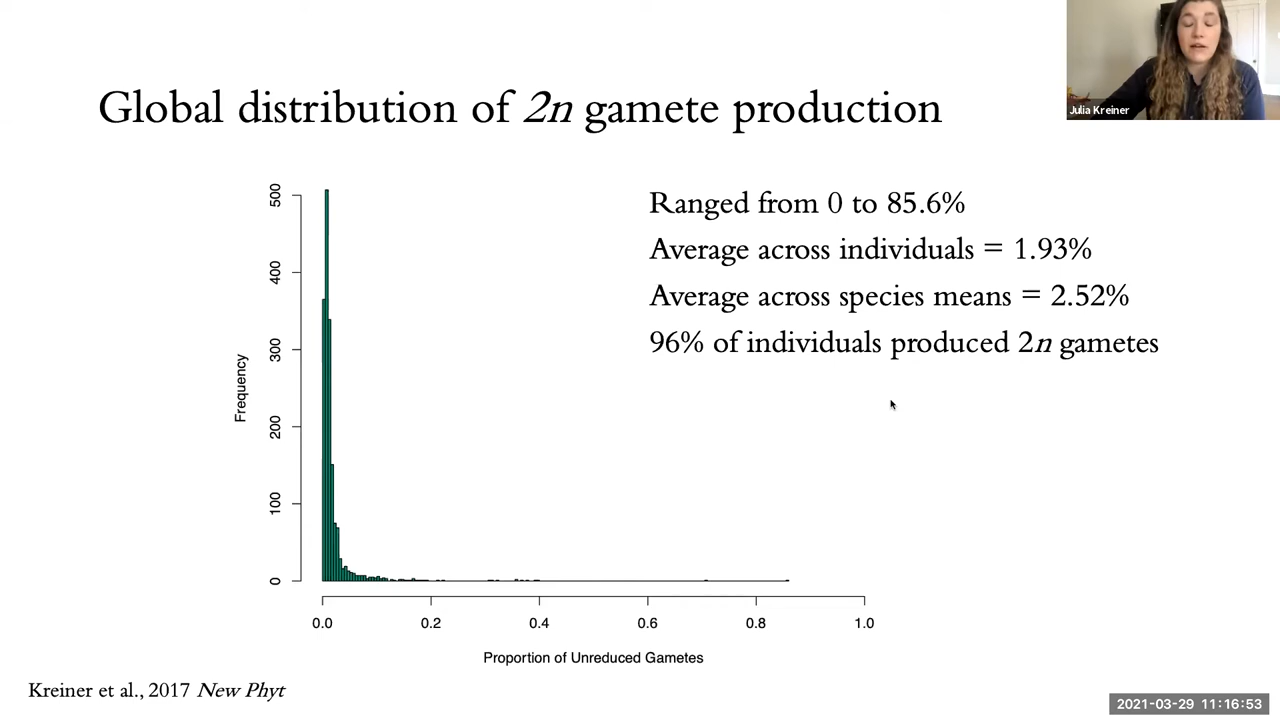 Julia Kreiner
Global distribution of 2n gamete production
Ranged from 0 to 85.6%
Average across individuals = 1.93%
Average across species means = 2.52%
96% of individuals produced 2n gametes
500
400
300
200
100
0
Frequency
0.0 0.2 0.4 0.6 0.8 1.0
Proportion of Unreduced Gametes
Kreiner et al., 2017 New Phyt
2021-03-29 11:16:53